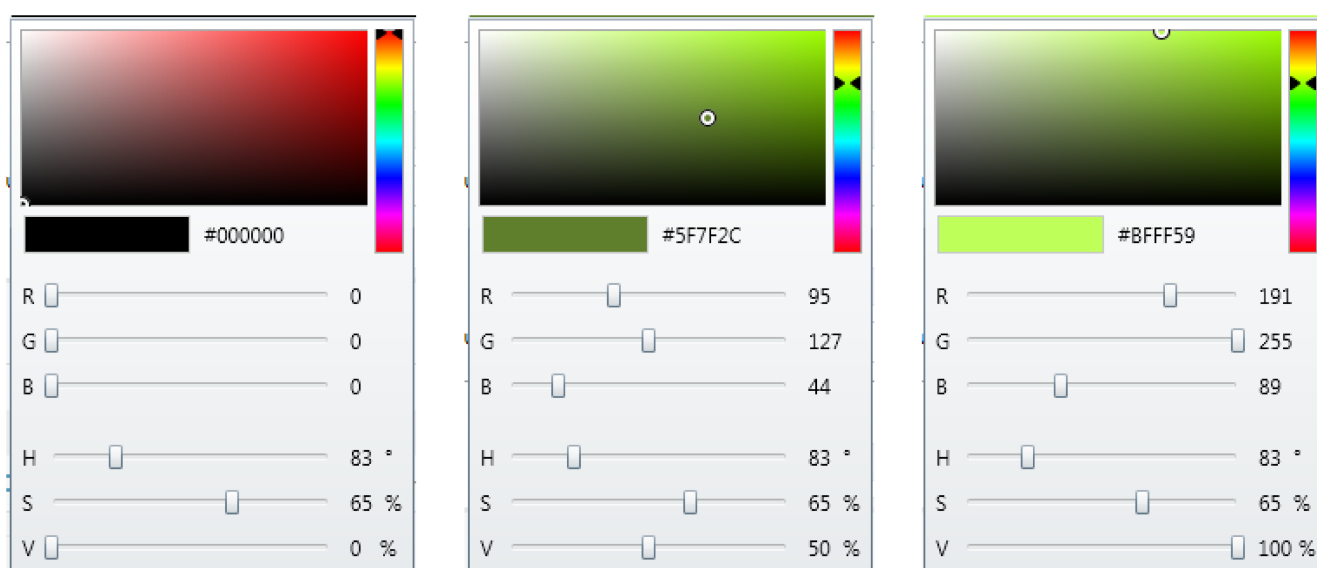 #000000
R 0
G 0
B 0
H 83 °
S 65 %
V 0 %
#5F7F2C
R 95
G 127
B 44
H 83 °
S 65 %
V 50 %
#BFFF59
R 191
G 255
B 89
H 83 °
S 65 %
V 100 %